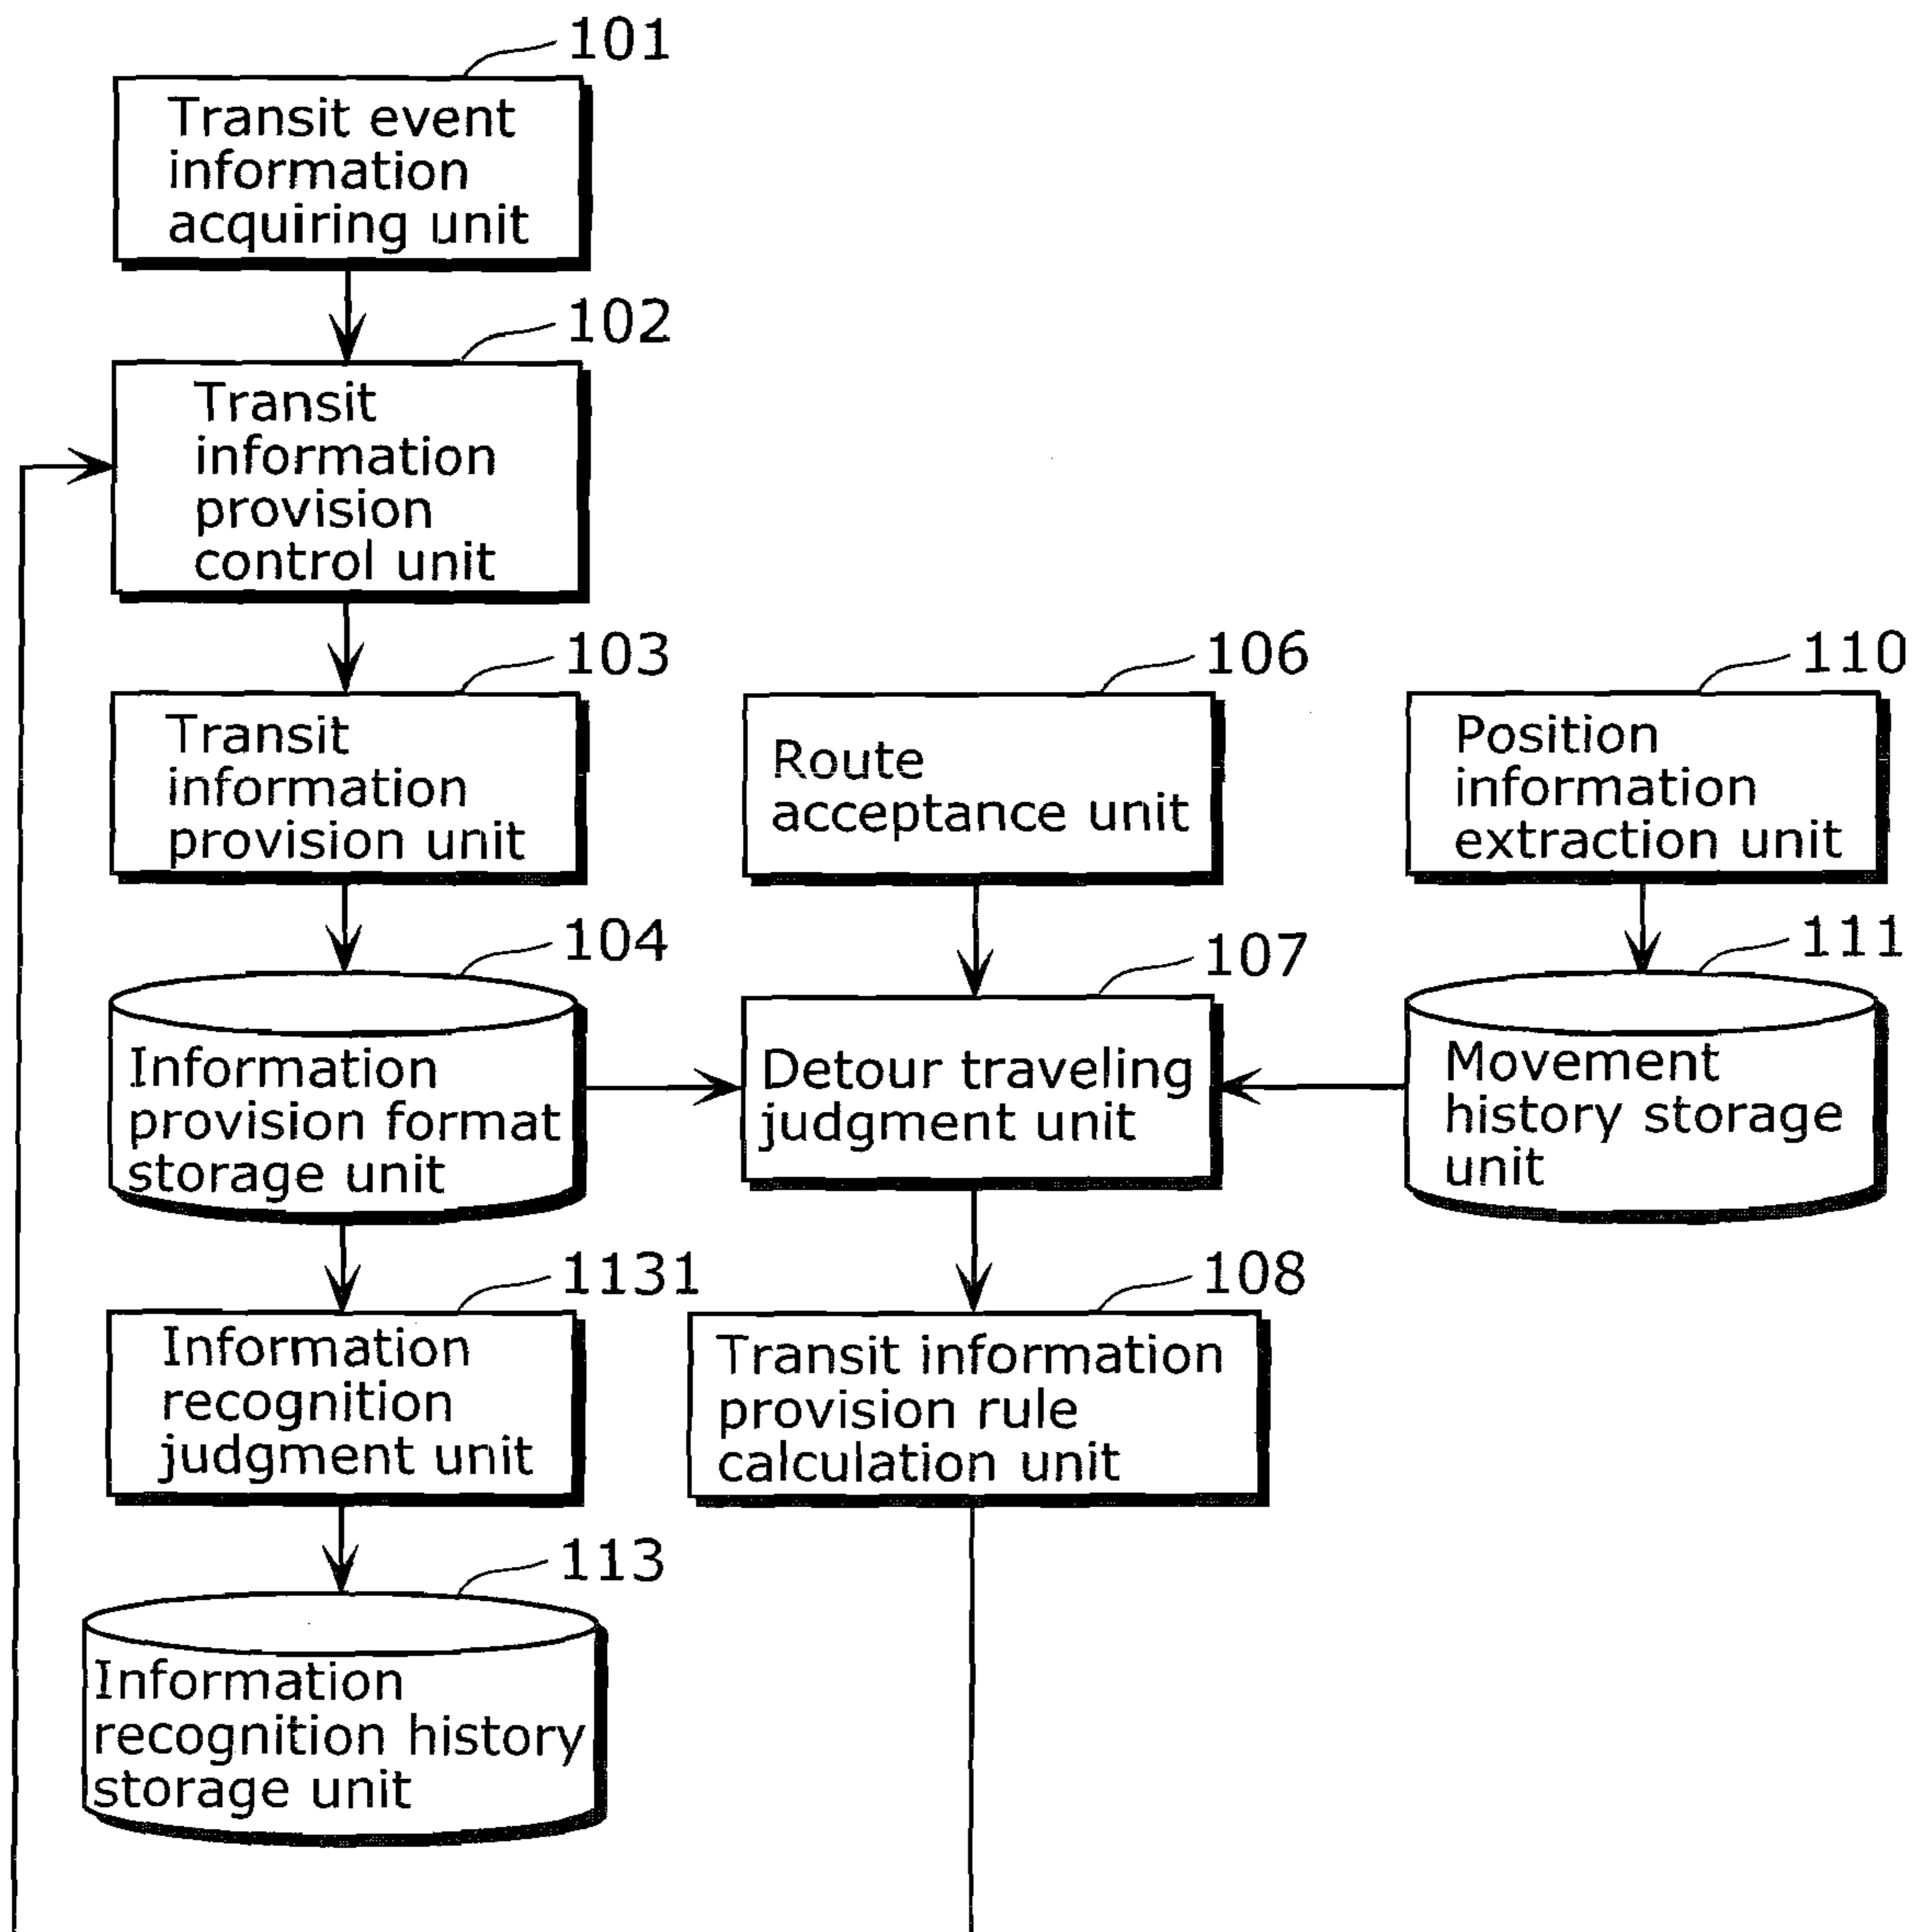 101
Transit event
information
acquiring unit
102
Transit
information
provision
control unit
103
Transit
information
provision unit
106
Route
acceptance unit
110
Position
information
extraction unit
104
Information
provision format
storage unit
107
Detour traveling
judgment unit
111
Movement
history storage
unit
1131
Information
recognition
judgment unit
108
Transit information
provision rule
calculation unit
113
Information
recognition history
storage unit